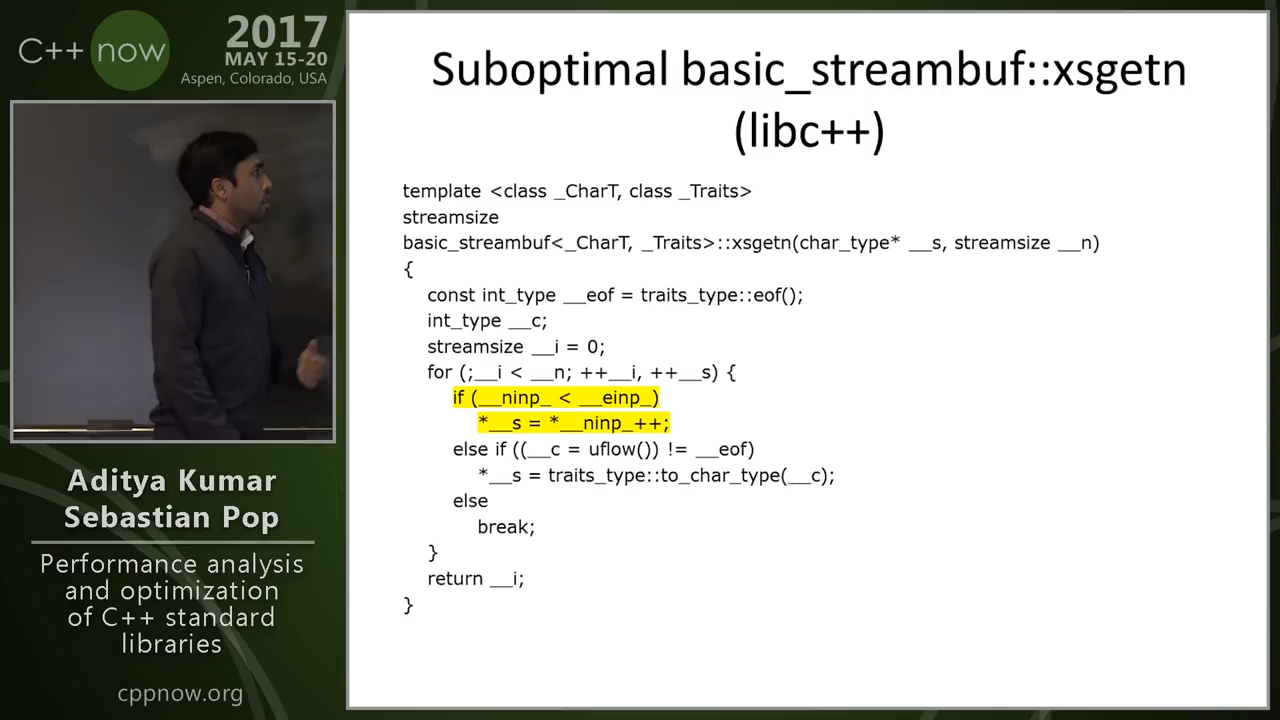 C++ now
2017
MAY 15-20
Aspen, Colorado, USA
Aditya Kumar
Sebastian Pop
Performance analysis
and optimization
of C++ standard
libraries
cppnow.org
Suboptimal basic_streambuf::xsgetn
(libc++)
template <class _CharT, class _Traits>
streamsize
basic_streambuf<_CharT, _Traits>::xsgetn(char_type* __s, streamsize __n)
{
const int_type __eof = traits_type::eof();
int_type __c;
streamsize __i = 0;
for (;__i < __n; ++__i, ++__s) {
if (__ninp_ < __einp_)
*__s = *__ninp_++;
else if ((__c = uflow()) != __eof)
*__s = traits_type::to_char_type(__c);
else
break;
}
return __i;
}